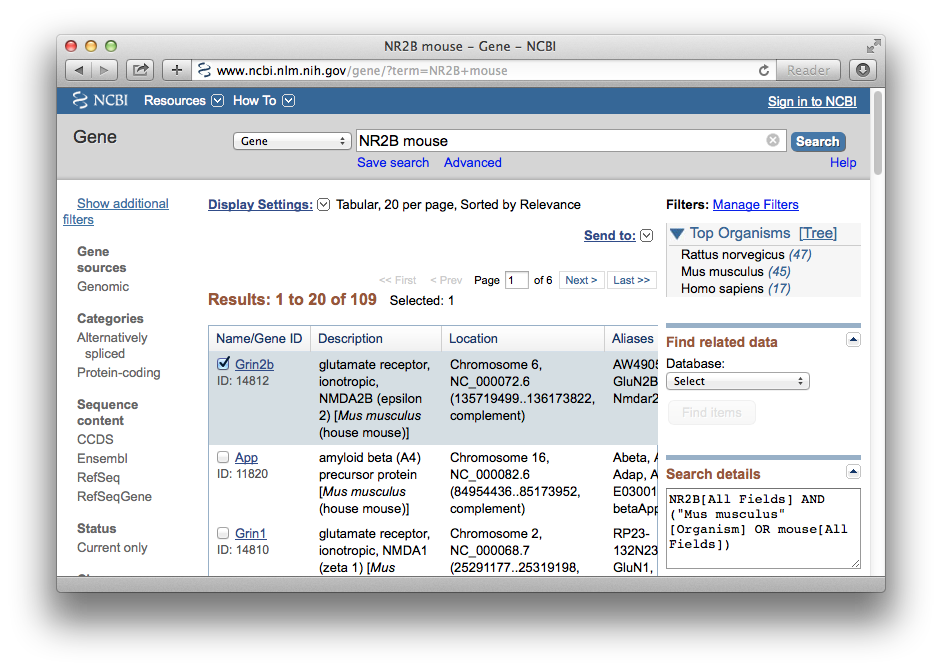 NR2B mouse – Gene – NCBI
www.ncbi.nlm.nih.gov/gene/?term=NR2B+mouse
Reader
NCBI Resources How To Sign in to NCBI
Gene
Gene NR2B mouse Search
Save search Advanced Help
Show additional
filters
Gene
sources
Genomic
Categories
Alternatively
spliced
Protein-coding
Sequence
content
CCDS
Ensembl
RefSeq
RefSeqGene
Status
Current only
Display Settings: Tabular, 20 per page, Sorted by Relevance
Send to:
<< First < Prev Page 1 of 6 Next > Last >>
Results: 1 to 20 of 109 Selected: 1
Name/Gene ID Description Location Aliases
Grin2b
ID: 14812
glutamate receptor,
ionotropic,
NMDA2B (epsilon
2) [Mus musculus
(house mouse)]
Chromosome 6,
NC_000072.6
(135719499..136173822,
complement)
AW4905
GluN2B
Nmdar2
App
ID: 11820
amyloid beta (A4)
precursor protein
[Mus musculus
(house mouse)]
Chromosome 16,
NC_000082.6
(84954436..85173952,
complement)
Abeta, A
Adap, A
E03001
betaApp
Grin1
ID: 14810
glutamate receptor,
ionotropic, NMDA1
(zeta 1) [Mus
Chromosome 2,
NC_000068.7
(25291177..25319198,
RP23-
132N23
GluN1,
Filters: Manage Filters
Top Organisms [Tree]
Rattus norvegicus (47)
Mus musculus (45)
Homo sapiens (17)
Find related data
Database:
Select
Find items
Search details
NR2B[All Fields] AND
("Mus musculus"
[Organism] OR mouse[All
Fields])